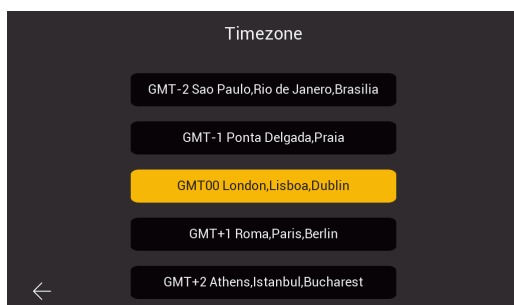 Timezone
GMT-2 Sao Paulo,Rio de Janero,Brasilia
GMT-1 Ponta Delgada,Praia
GMT00 London,Lisboa,Dublin
GMT+1 Roma,Paris,Berlin
GMT+2 Athens,Istanbul,Bucharest